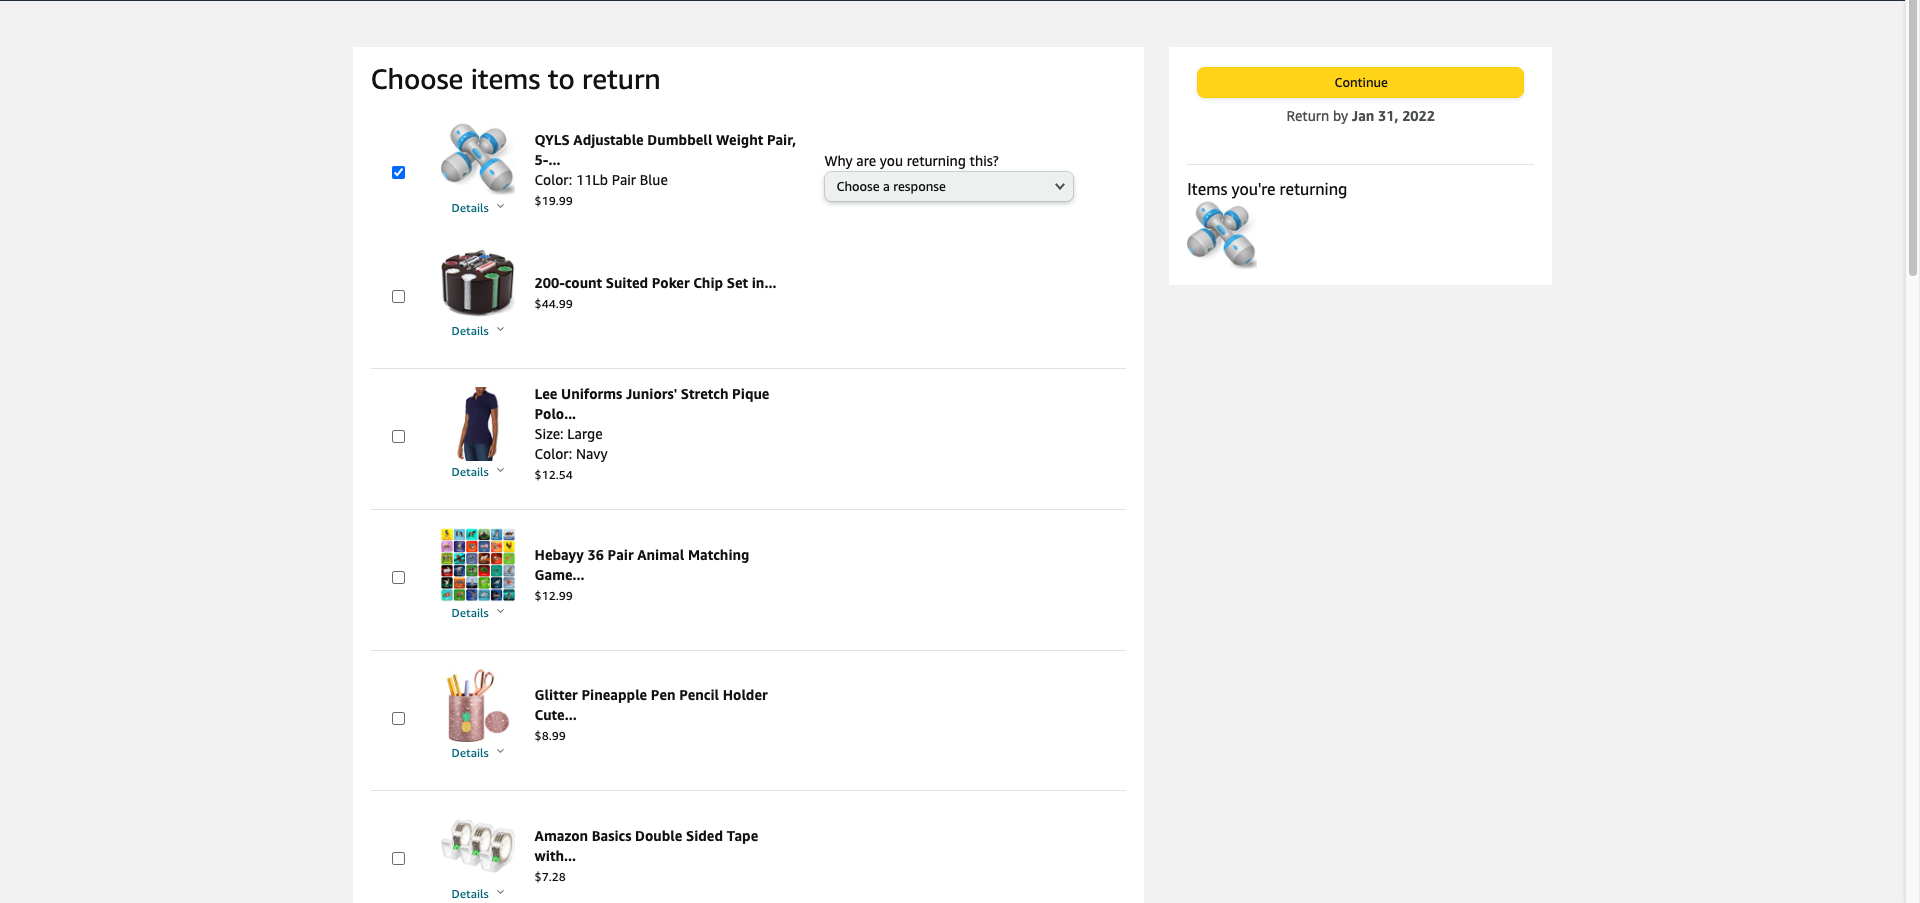 Choose items to return
QYLS Adjustable Dumbbell Weight Pair,
5-...
Color: 11Lb Pair Blue
$19.99
Details
Why are you returning this?
Choose a response
200-count Suited Poker Chip Set in...
$44.99
Details
Lee Uniforms Juniors' Stretch Pique
Polo...
Size: Large
Color: Navy
$12.54
Details
Hebayy 36 Pair Animal Matching
Game...
$12.99
Details
Glitter Pineapple Pen Pencil Holder
Cute...
$8.99
Details
Amazon Basics Double Sided Tape
with...
$7.28
Details
Continue
Return by Jan 31, 2022
Items you're returning